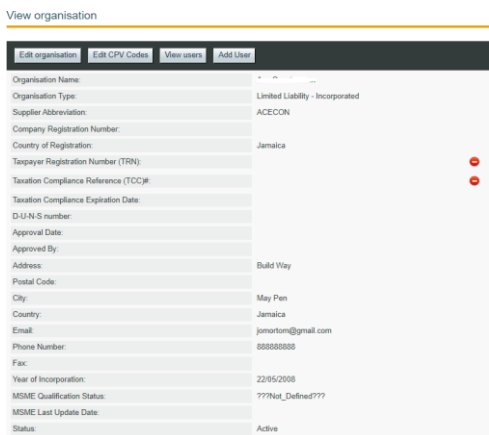 View organisation
Edit organisation Edit CPV Codes View users Add User
Organisation Name:
Organisation Type: Limited Liability - Incorporated
Supplier Abbreviation: ACECON
Company Registration Number:
Country of Registration: Jamaica
Taxpayer Registration Number (TRN):
Taxation Compliance Reference (TCC)#:
Taxation Compliance Expiration Date:
D-U-N-S number:
Approval Date:
Approved By:
Address: Build Way
Postal Code:
City: May Pen
Country: Jamaica
Email: jomortom@gmail.com
Phone Number: 888888888
Fax:
Year of Incorporation: 22/05/2008
MSME Qualification Status: ???Not_Defined???
MSME Last Update Date:
Status: Active